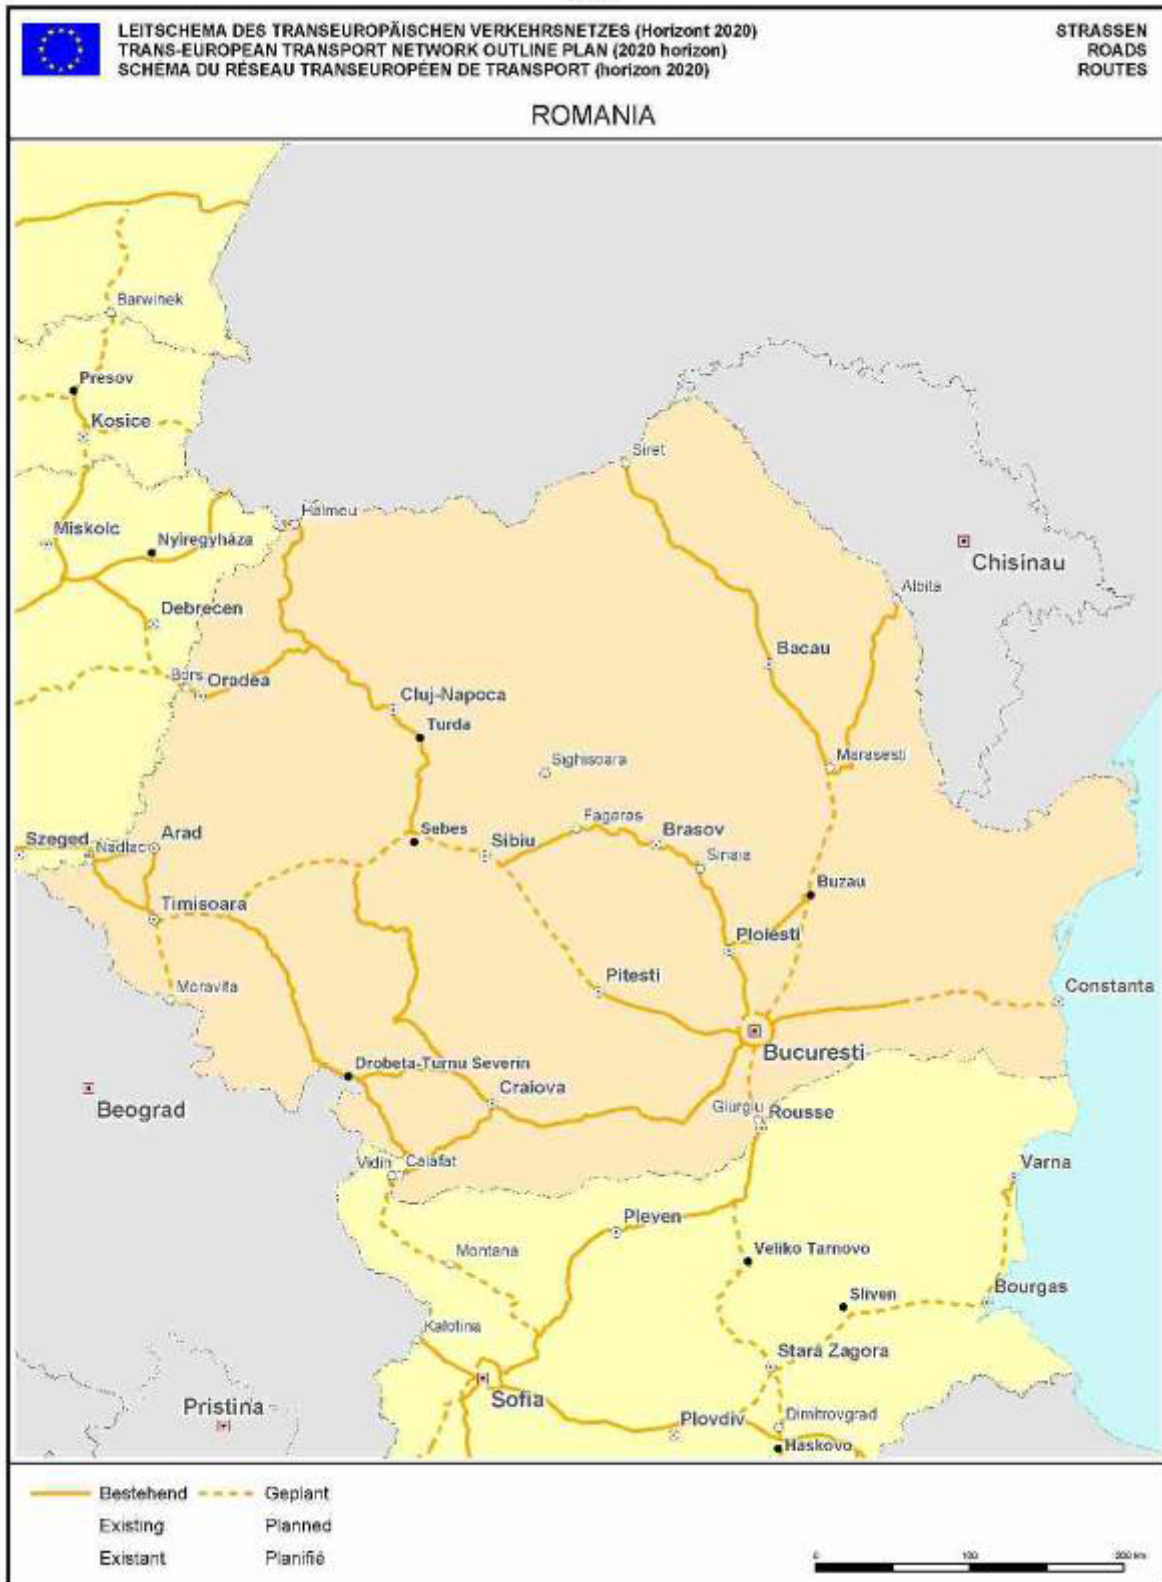 LEITSCHEMA DES TRANSEUROPÄISCHEN VERKEHRSNETZES (Horizont 2020)
TRANS-EUROPEAN TRANSPORT NETWORK OUTLINE PLAN (2020 horizon)
SCHÉMA DU RÉSEAU TRANSEUROPÉEN DE TRANSPORT (horizon 2020)
STRASSEN
ROADS
ROUTES
ROMANIA
Barwinek
Presov
Kosice
Siret
Halmeu
Miskolc
Nyíregyháza
Chisinau
Albita
Debrecen
Bacau
Bors
Oradea
Cluj-Napoca
Turda
Marasesti
Sighisoara
Fagaras
Sebes
Sibiu
Brasov
Szeged
Nadlac
Arad
Sinaia
Buzau
Timisoara
Ploiesti
Pitesti
Moravita
Constanta
Bucuresti
Drobeta-Turnu Severin
Craiova
Beograd
Giurgiu
Rousse
Vidin
Calafat
Varna
Pleven
Montana
Veliko Tarnovo
Sliven
Bourgas
Kalotina
Stara Zagora
Sofia
Pristina
Plovdiv
Dimitrovgrad
Haskovo
Bestehend
Geplant
Existing
Planned
Existant
Planifié
0 100 200 km